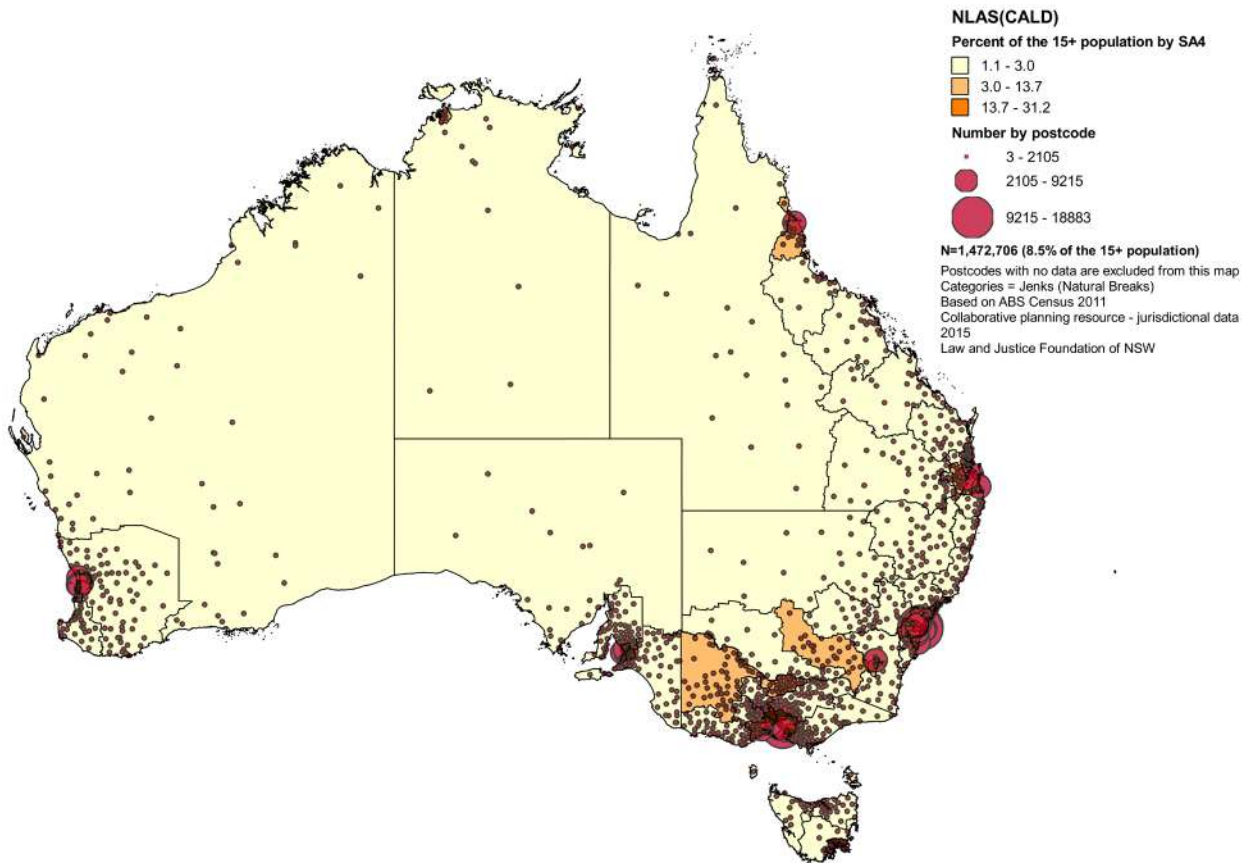 NLAS(CALD)
Percent of the 15+ population by SA4
1.1 - 3.0
3.0 - 13.7
13.7 - 31.2
Number by postcode
3 - 2105
2105 - 9215
9215 - 18883
N=1,472,706 (8.5% of the 15+ population)
Postcodes with no data are excluded from this map
Categories = Jenks (Natural Breaks)
Based on ABS Census 2011
Collaborative planning resource - jurisdictional data
2015
Law and Justice Foundation of NSW